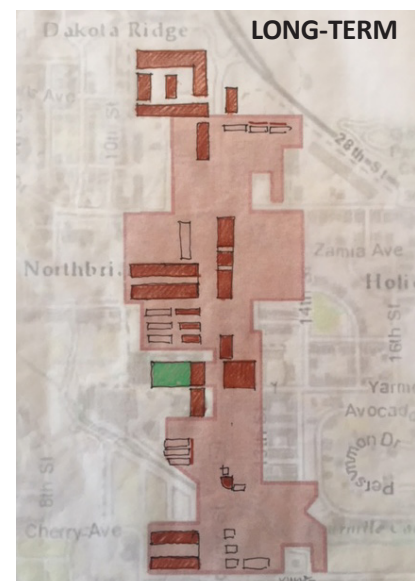 LONG-TERM
Dakota Ridge
Ave
10th St
28th St
Zamia Ave
Northbri
Holi
14th
16th St
Yarm
Avocad
Persimmon Dr
8th St
Cherry Ave